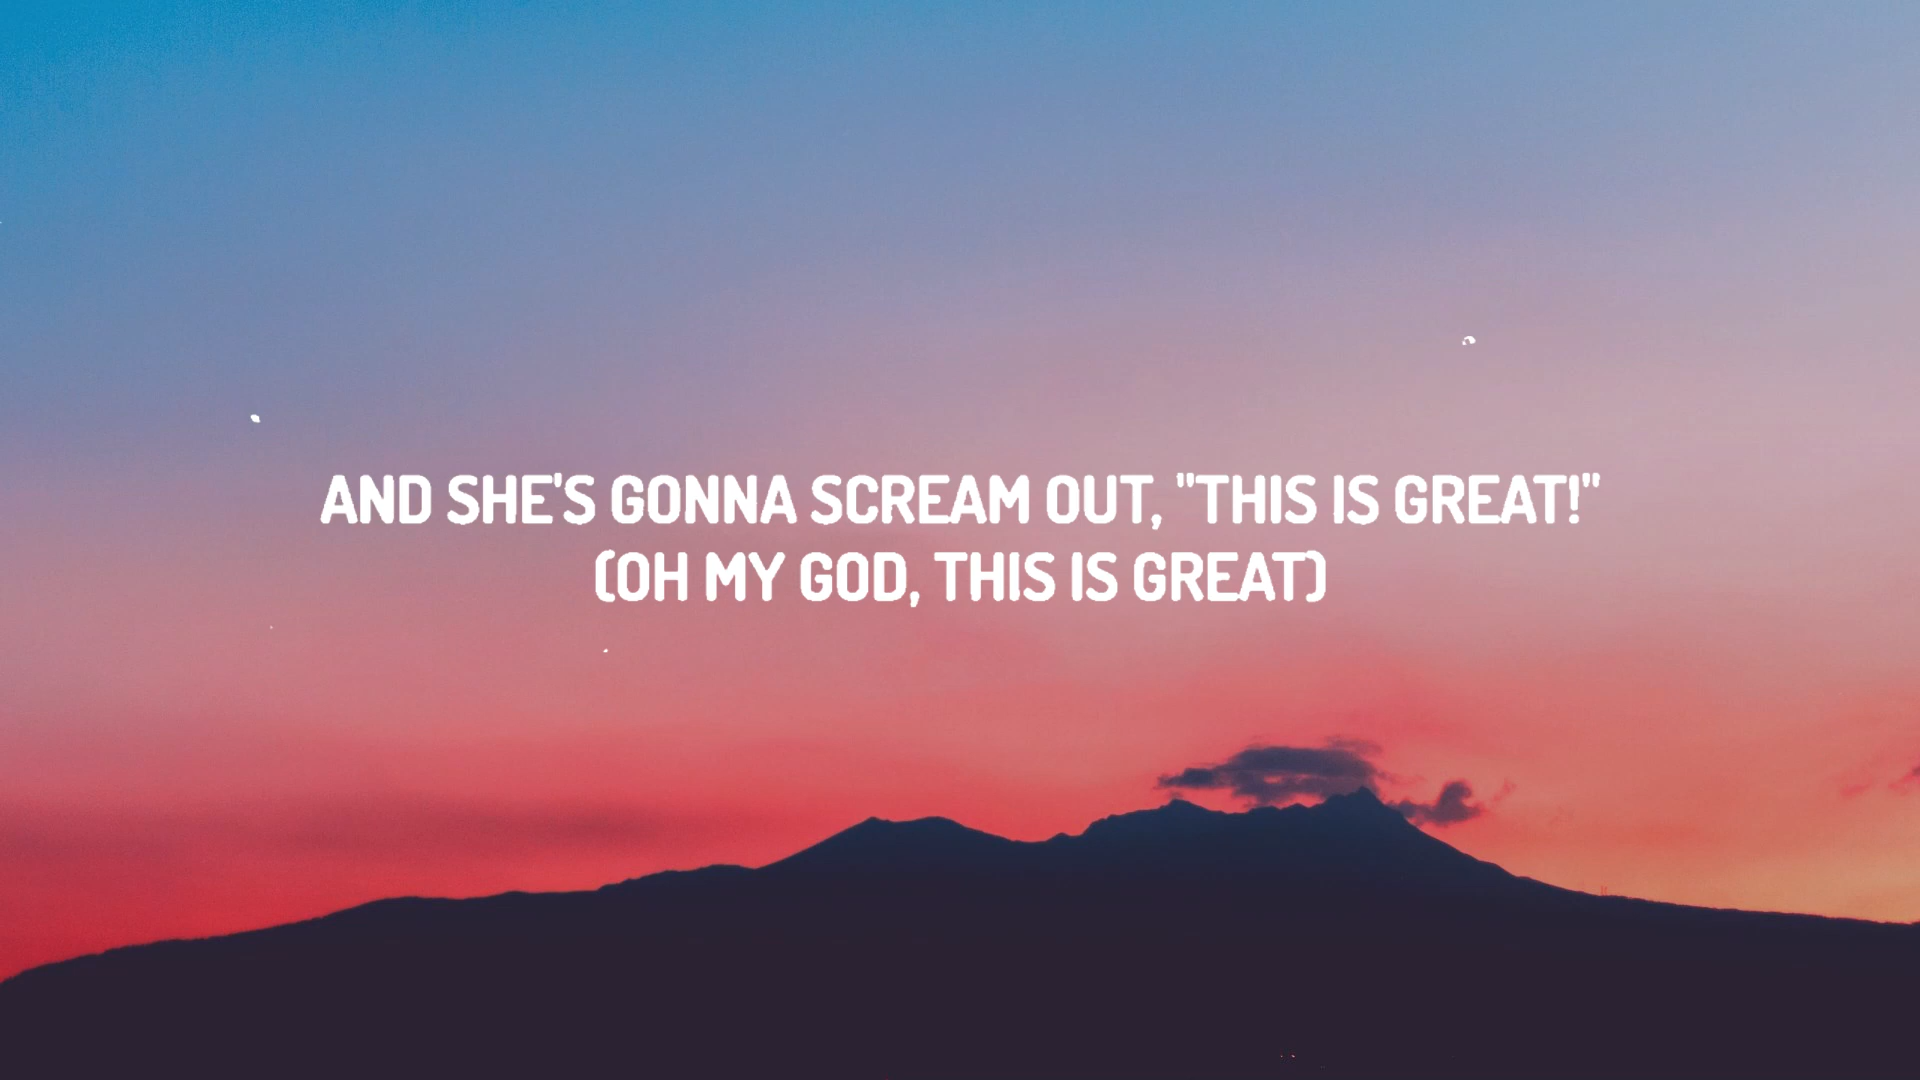 AND SHE'S GONNA SCREAM OUT, "THIS IS GREAT!"
(OH MY GOD, THIS IS GREAT)